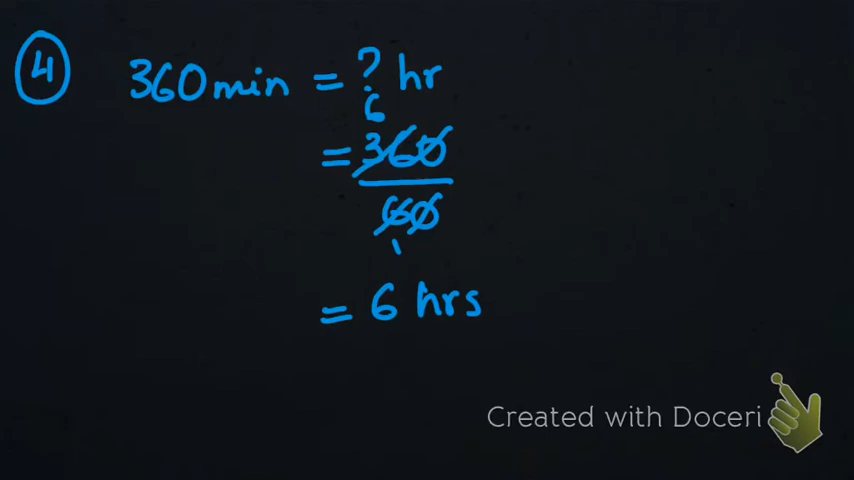 4 360 min = ? hr
6
= 360
60
1
= 6 hrs
Created with Doceri